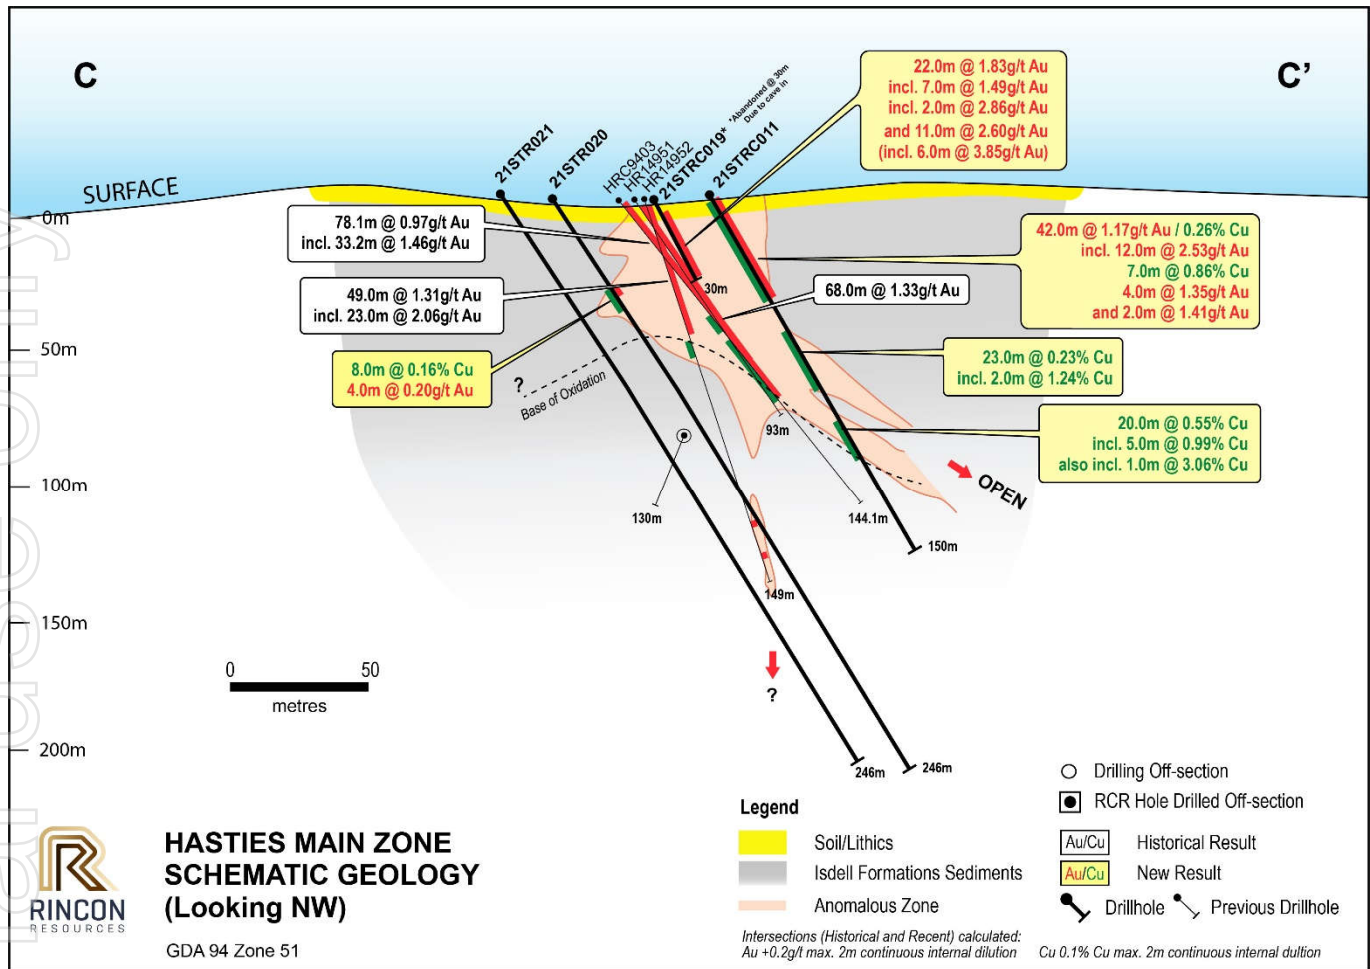 C
C'
SURFACE
0m
50m
100m
150m
200m
21STR021
21STR020
HRC9403
HR14951
HR14952
21STRC019*
*Abandoned @ 30m
Due to cave in
21STRC011
22.0m @ 1.83g/t Au
incl. 7.0m @ 1.49g/t Au
incl. 2.0m @ 2.86g/t Au
and 11.0m @ 2.60g/t Au
(incl. 6.0m @ 3.85g/t Au)
78.1m @ 0.97g/t Au
incl. 33.2m @ 1.46g/t Au
42.0m @ 1.17g/t Au / 0.26% Cu
incl. 12.0m @ 2.53g/t Au
7.0m @ 0.86% Cu
4.0m @ 1.35g/t Au
and 2.0m @ 1.41g/t Au
49.0m @ 1.31g/t Au
incl. 23.0m @ 2.06g/t Au
68.0m @ 1.33g/t Au
30m
8.0m @ 0.16% Cu
4.0m @ 0.20g/t Au
23.0m @ 0.23% Cu
incl. 2.0m @ 1.24% Cu
?
Base of Oxidation
20.0m @ 0.55% Cu
incl. 5.0m @ 0.99% Cu
also incl. 1.0m @ 3.06% Cu
93m
OPEN
130m
144.1m
150m
149m
?
0
50
metres
246m
246m
RINCON
RESOURCES
HASTIES MAIN ZONE
SCHEMATIC GEOLOGY
(Looking NW)
GDA 94 Zone 51
Legend
Soil/Lithics
Isdell Formations Sediments
Anomalous Zone
Drilling Off-section
RCR Hole Drilled Off-section
Au/Cu Historical Result
Au/Cu New Result
Drillhole Previous Drillhole
Intersections (Historical and Recent) calculated:
Au +0.2g/t max. 2m continuous internal dilution Cu 0.1% Cu max. 2m continuous internal dultion